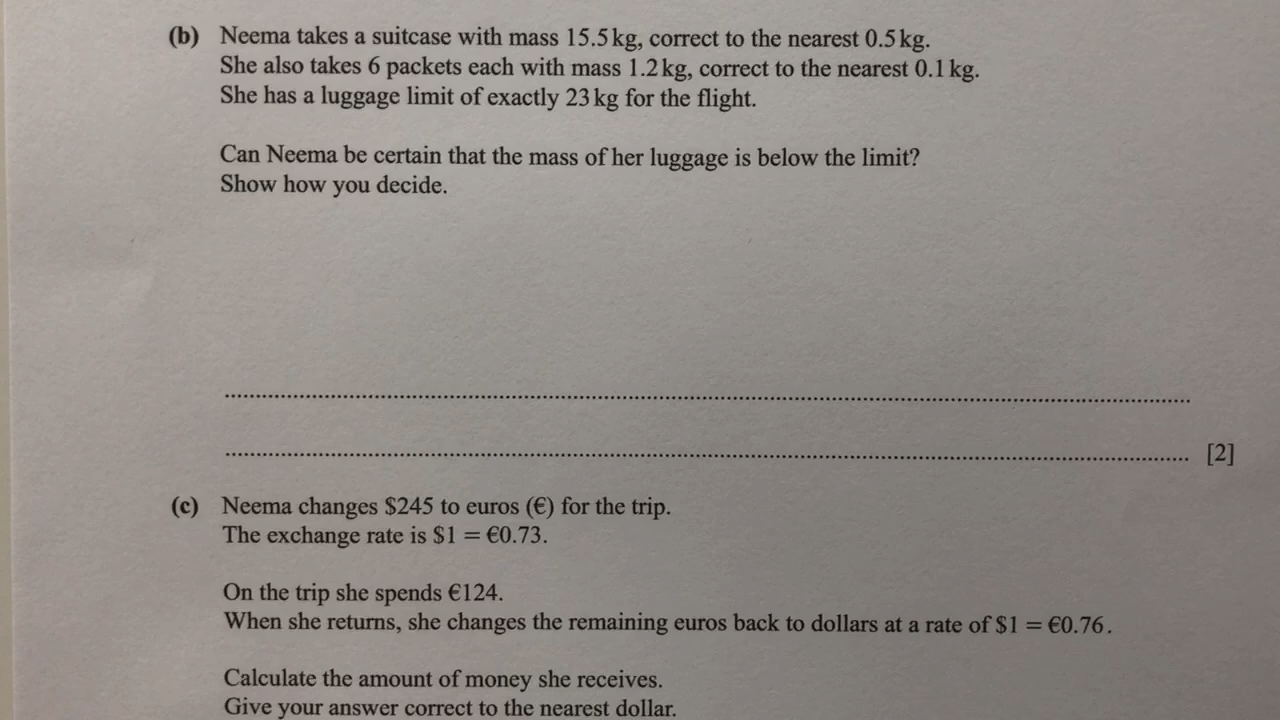 (b) Neema takes a suitcase with mass 15.5 kg, correct to the nearest 0.5 kg.
She also takes 6 packets each with mass 1.2 kg, correct to the nearest 0.1 kg.
She has a luggage limit of exactly 23 kg for the flight.
Can Neema be certain that the mass of her luggage is below the limit?
Show how you decide.
[2]
(c) Neema changes $245 to euros (€) for the trip.
The exchange rate is $1 = €0.73.
On the trip she spends €124.
When she returns, she changes the remaining euros back to dollars at a rate of $1 = €0.76.
Calculate the amount of money she receives.
Give your answer correct to the nearest dollar.